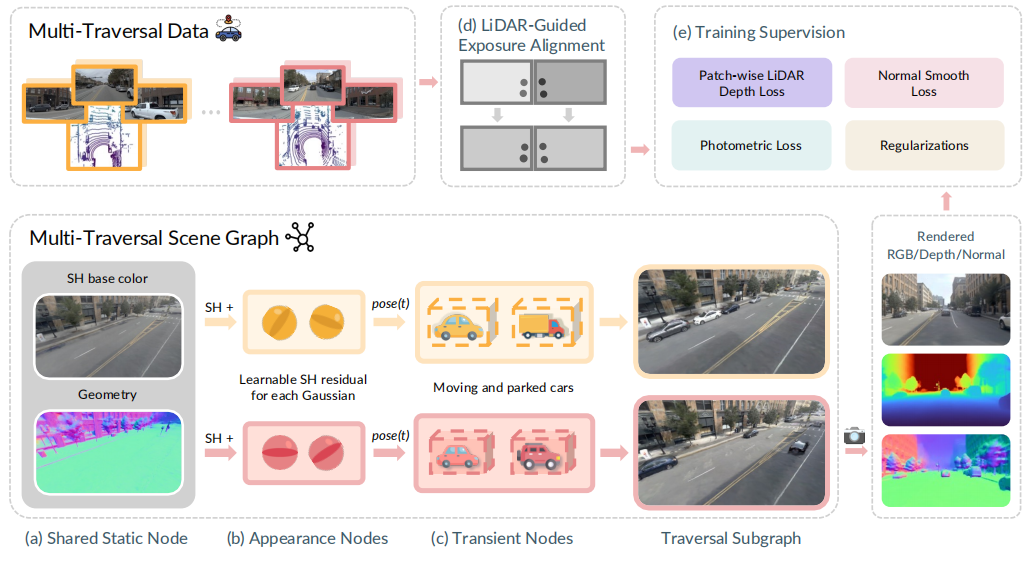 Multi-Traversal Data
(d) LiDAR-Guided
Exposure Alignment
(e) Training Supervision
Patch-wise LiDAR
Depth Loss
Normal Smooth
Loss
Photometric Loss
Regularizations
Multi-Traversal Scene Graph
SH base color
Geometry
SH +
pose(t)
Learnable SH residual
for each Gaussian
Moving and parked cars
SH +
pose(t)
Rendered
RGB/Depth/Normal
(a) Shared Static Node
(b) Appearance Nodes
(c) Transient Nodes
Traversal Subgraph